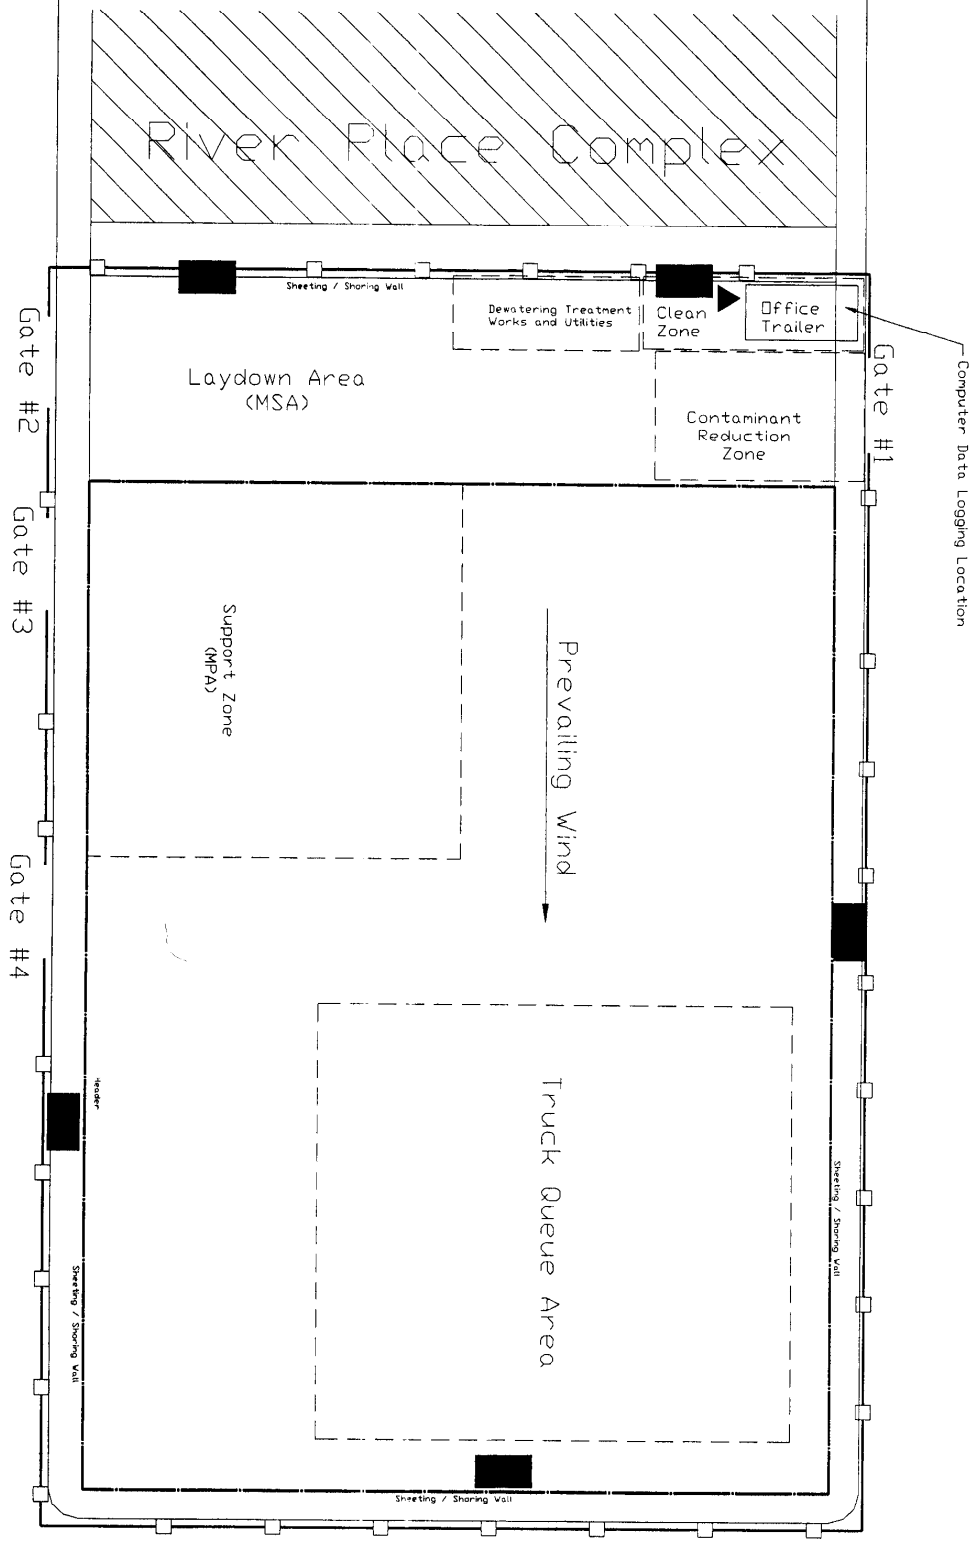 River Place Complex
Sheeting / Shoring Wall
Dewatering Treatment
Works and Utilities
Clean
Zone
Office
Trailer
Computer Data Logging Location
Gate #1
Gate #2
Laydown Area
(MSA)
Contaminant
Reduction
Zone
Gate #3
Support Zone
(MPA)
Prevailing Wind
Gate #4
Header
Truck Queue Area
Sheeting / Shoring Wall
Sheeting / Shoring Wall
Sheeting / Shoring Wall